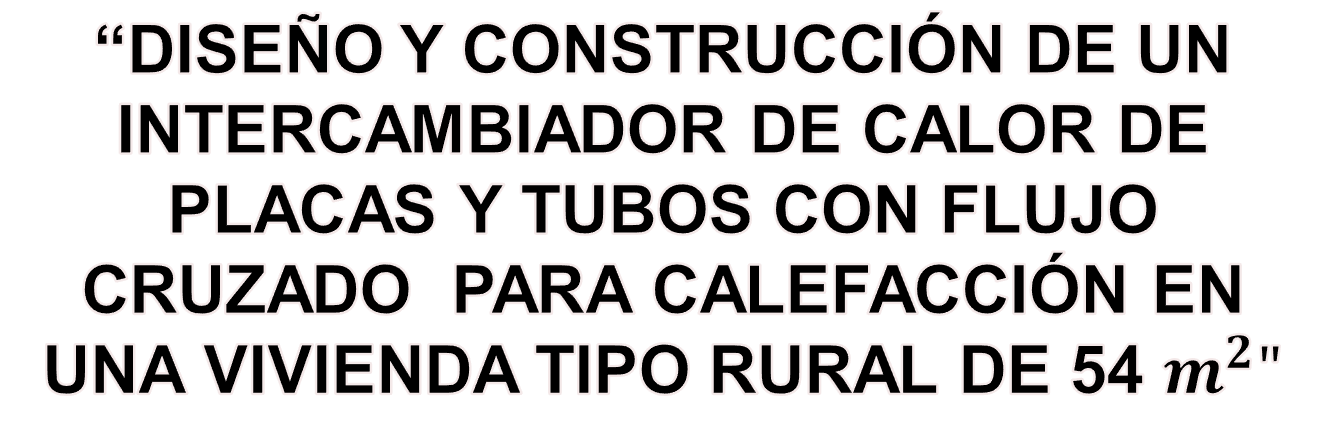 “DISEÑO Y CONSTRUCCIÓN DE UN
INTERCAMBIADOR DE CALOR DE
PLACAS Y TUBOS CON FLUJO
CRUZADO  PARA CALEFACCIÓN EN
UNA VIVIENDA TIPO RURAL DE 54 m²"